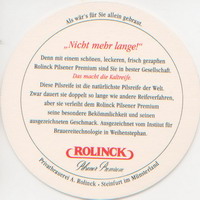 Als wär's für Sie allein gebraut.
„Nicht mehr lange!"
Denn mit einem schönen, leckeren, frisch gezapften
Rolinck Pilsener Premium sind Sie in bester Gesellschaft.
Das macht die Kaltreife.
Diese Pilsreife ist die natürlichste Pilsreife der Welt.
Zwar dauert sie doppelt so lange wie andere Reifeverfahren,
aber sie verleiht dem Rolinck Pilsener Premium
seine besondere Bekömmlichkeit und seinen
ausgezeichneten Geschmack. Ausgezeichnet vom Institut für
Brauereitechnologie in Weihenstephan.
ROLINCK
Pilsener Premium
Privatbrauerei A. Rolinck · Steinfurt im Münsterland